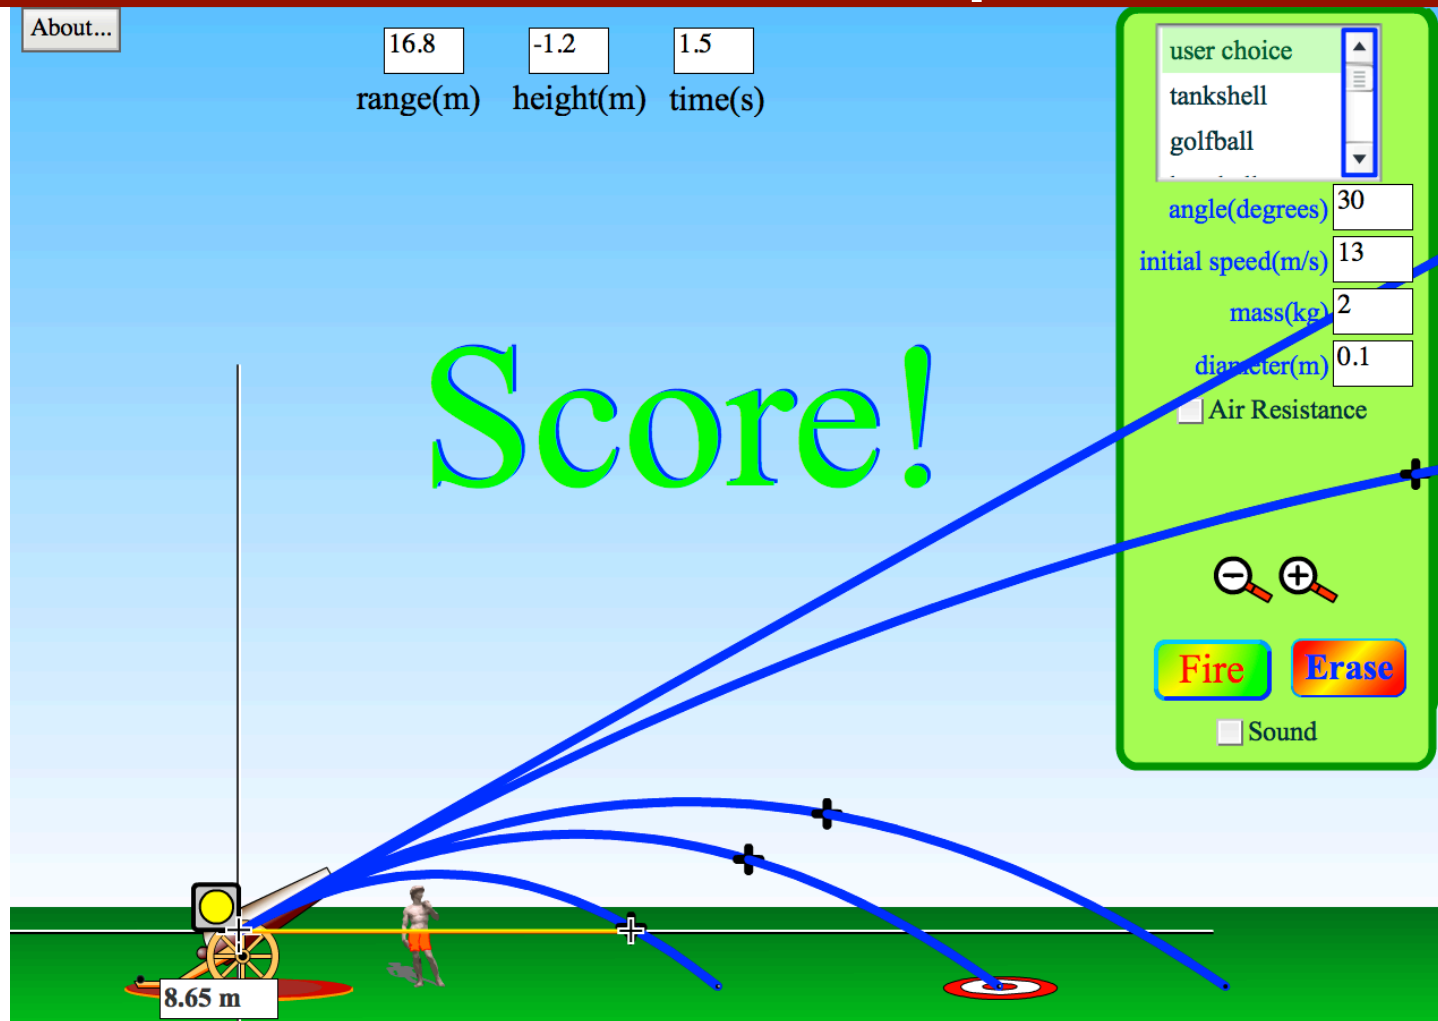 About...
16.8
-1.2
1.5
range(m)
height(m)
time(s)
user choice
tankshell
golfball
angle(degrees) 30
initial speed(m/s) 13
mass(kg) 2
diameter(m) 0.1
Air Resistance
Score!
Fire
Erase
Sound
8.65 m